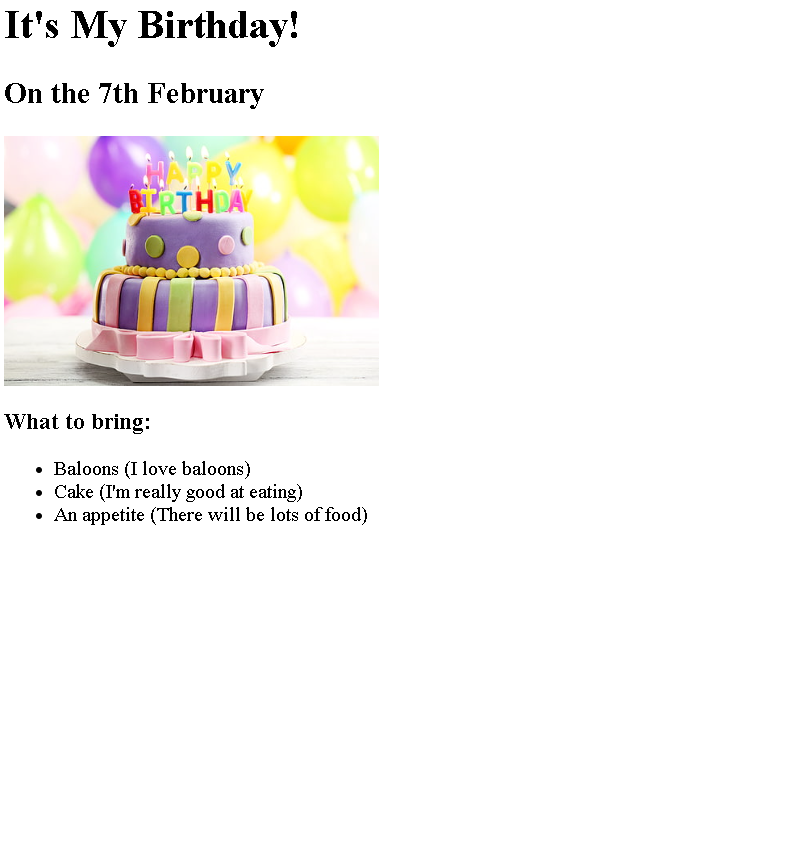 It's My Birthday!
On the 7th February
HAPPY
BIRTHDAY
What to bring:
Baloons (I love baloons)
Cake (I'm really good at eating)
An appetite (There will be lots of food)